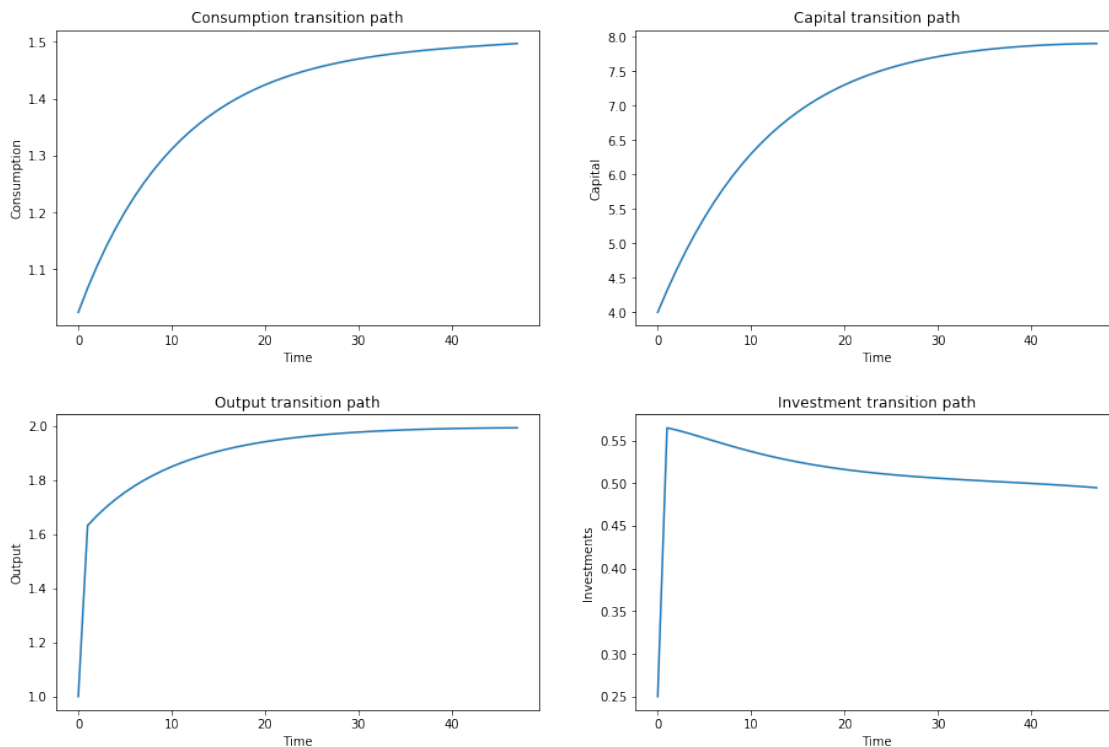 Consumption transition path
1.5
1.4
1.3
1.2
1.1
Consumption
0 10 20 30 40
Time
Capital transition path
8.0
7.5
7.0
6.5
6.0
5.5
5.0
4.5
4.0
Capital
0 10 20 30 40
Time
Output transition path
2.0
1.8
1.6
1.4
1.2
1.0
Output
0 10 20 30 40
Time
Investment transition path
0.55
0.50
0.45
0.40
0.35
0.30
0.25
Investments
0 10 20 30 40
Time